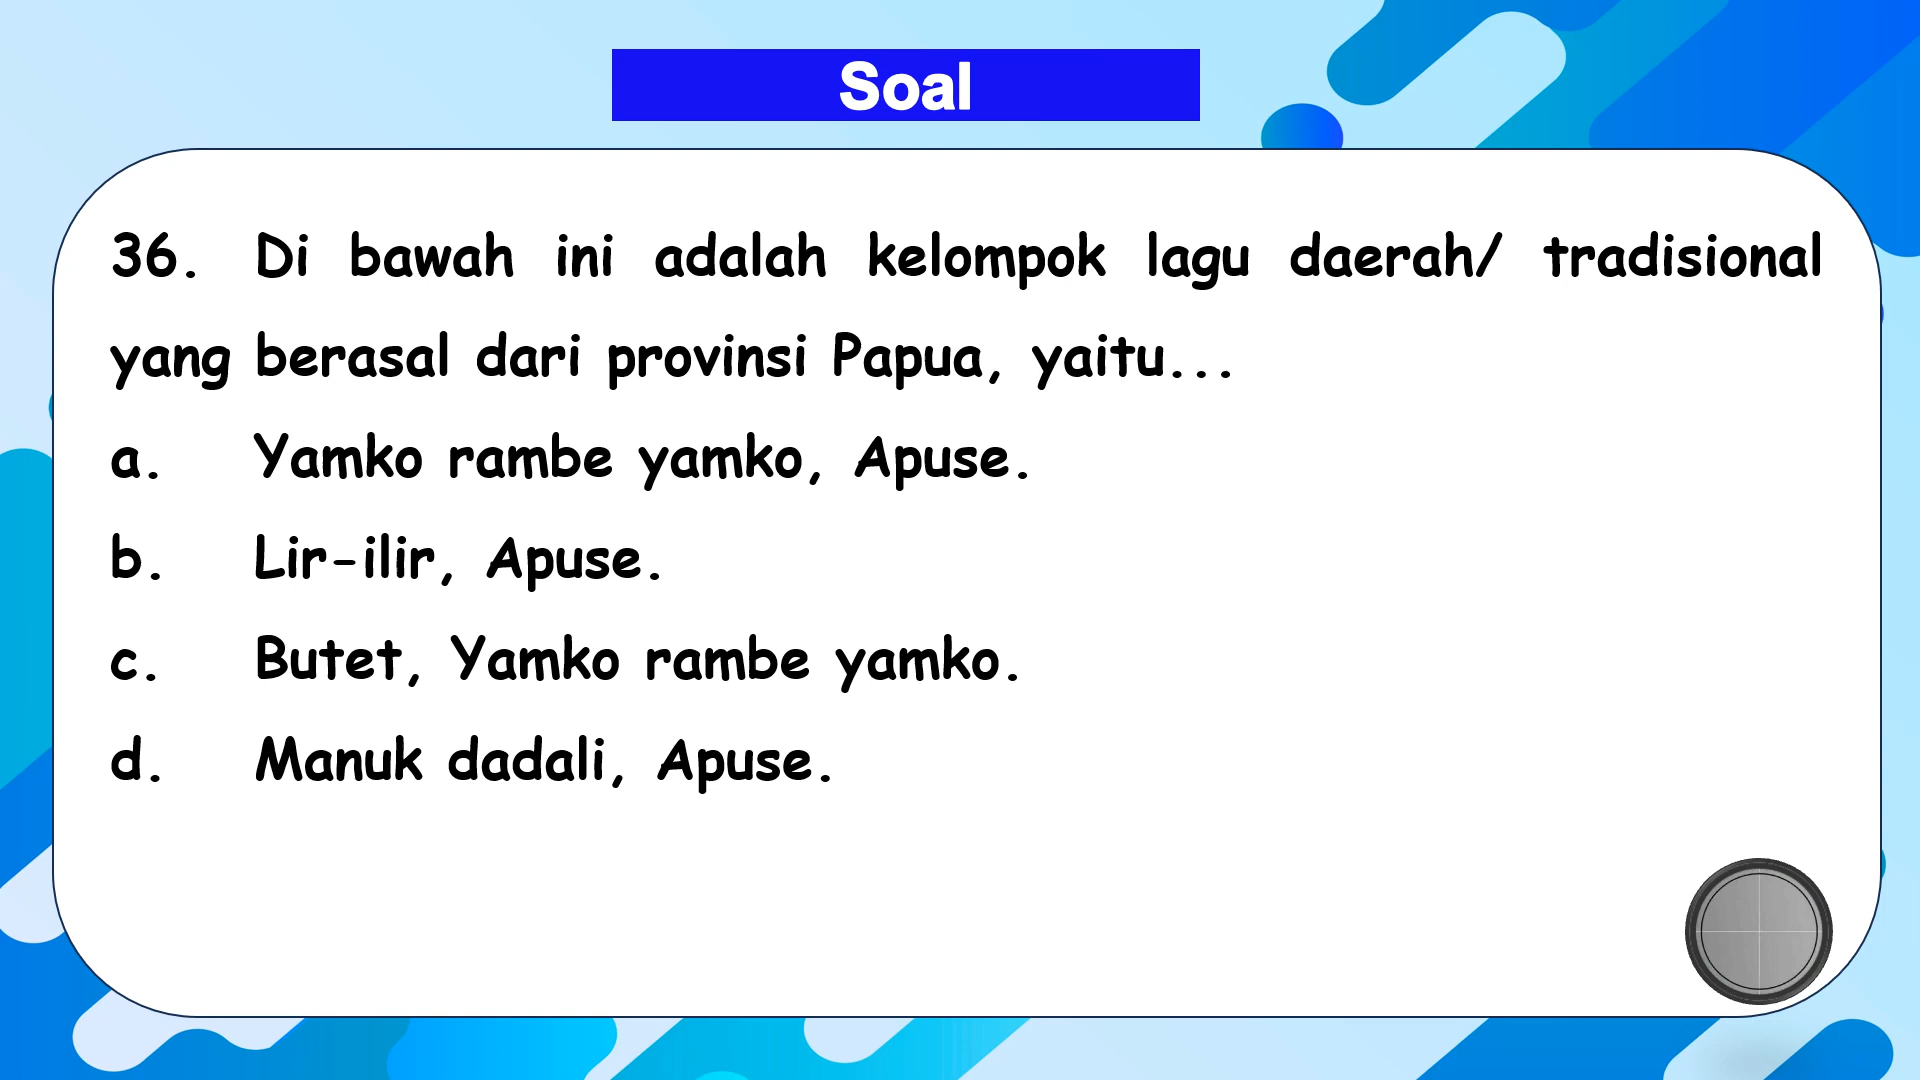 Soal
36. Di bawah ini adalah kelompok lagu daerah/ tradisional
yang berasal dari provinsi Papua, yaitu...
a. Yamko rambe yamko, Apuse.
b. Lir-ilir, Apuse.
c. Butet, Yamko rambe yamko.
d. Manuk dadali, Apuse.